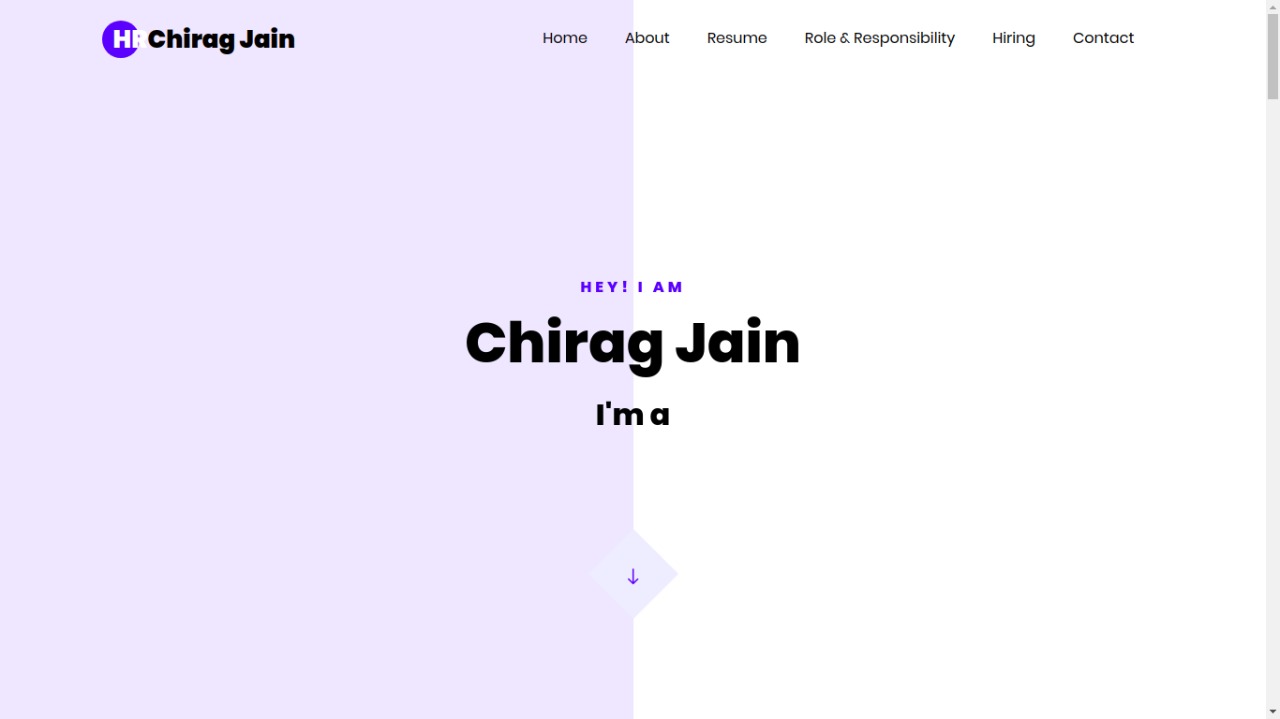 HR Chirag Jain
Home About Resume Role & Responsibility Hiring Contact
HEY! I AM
Chirag Jain
I'm a